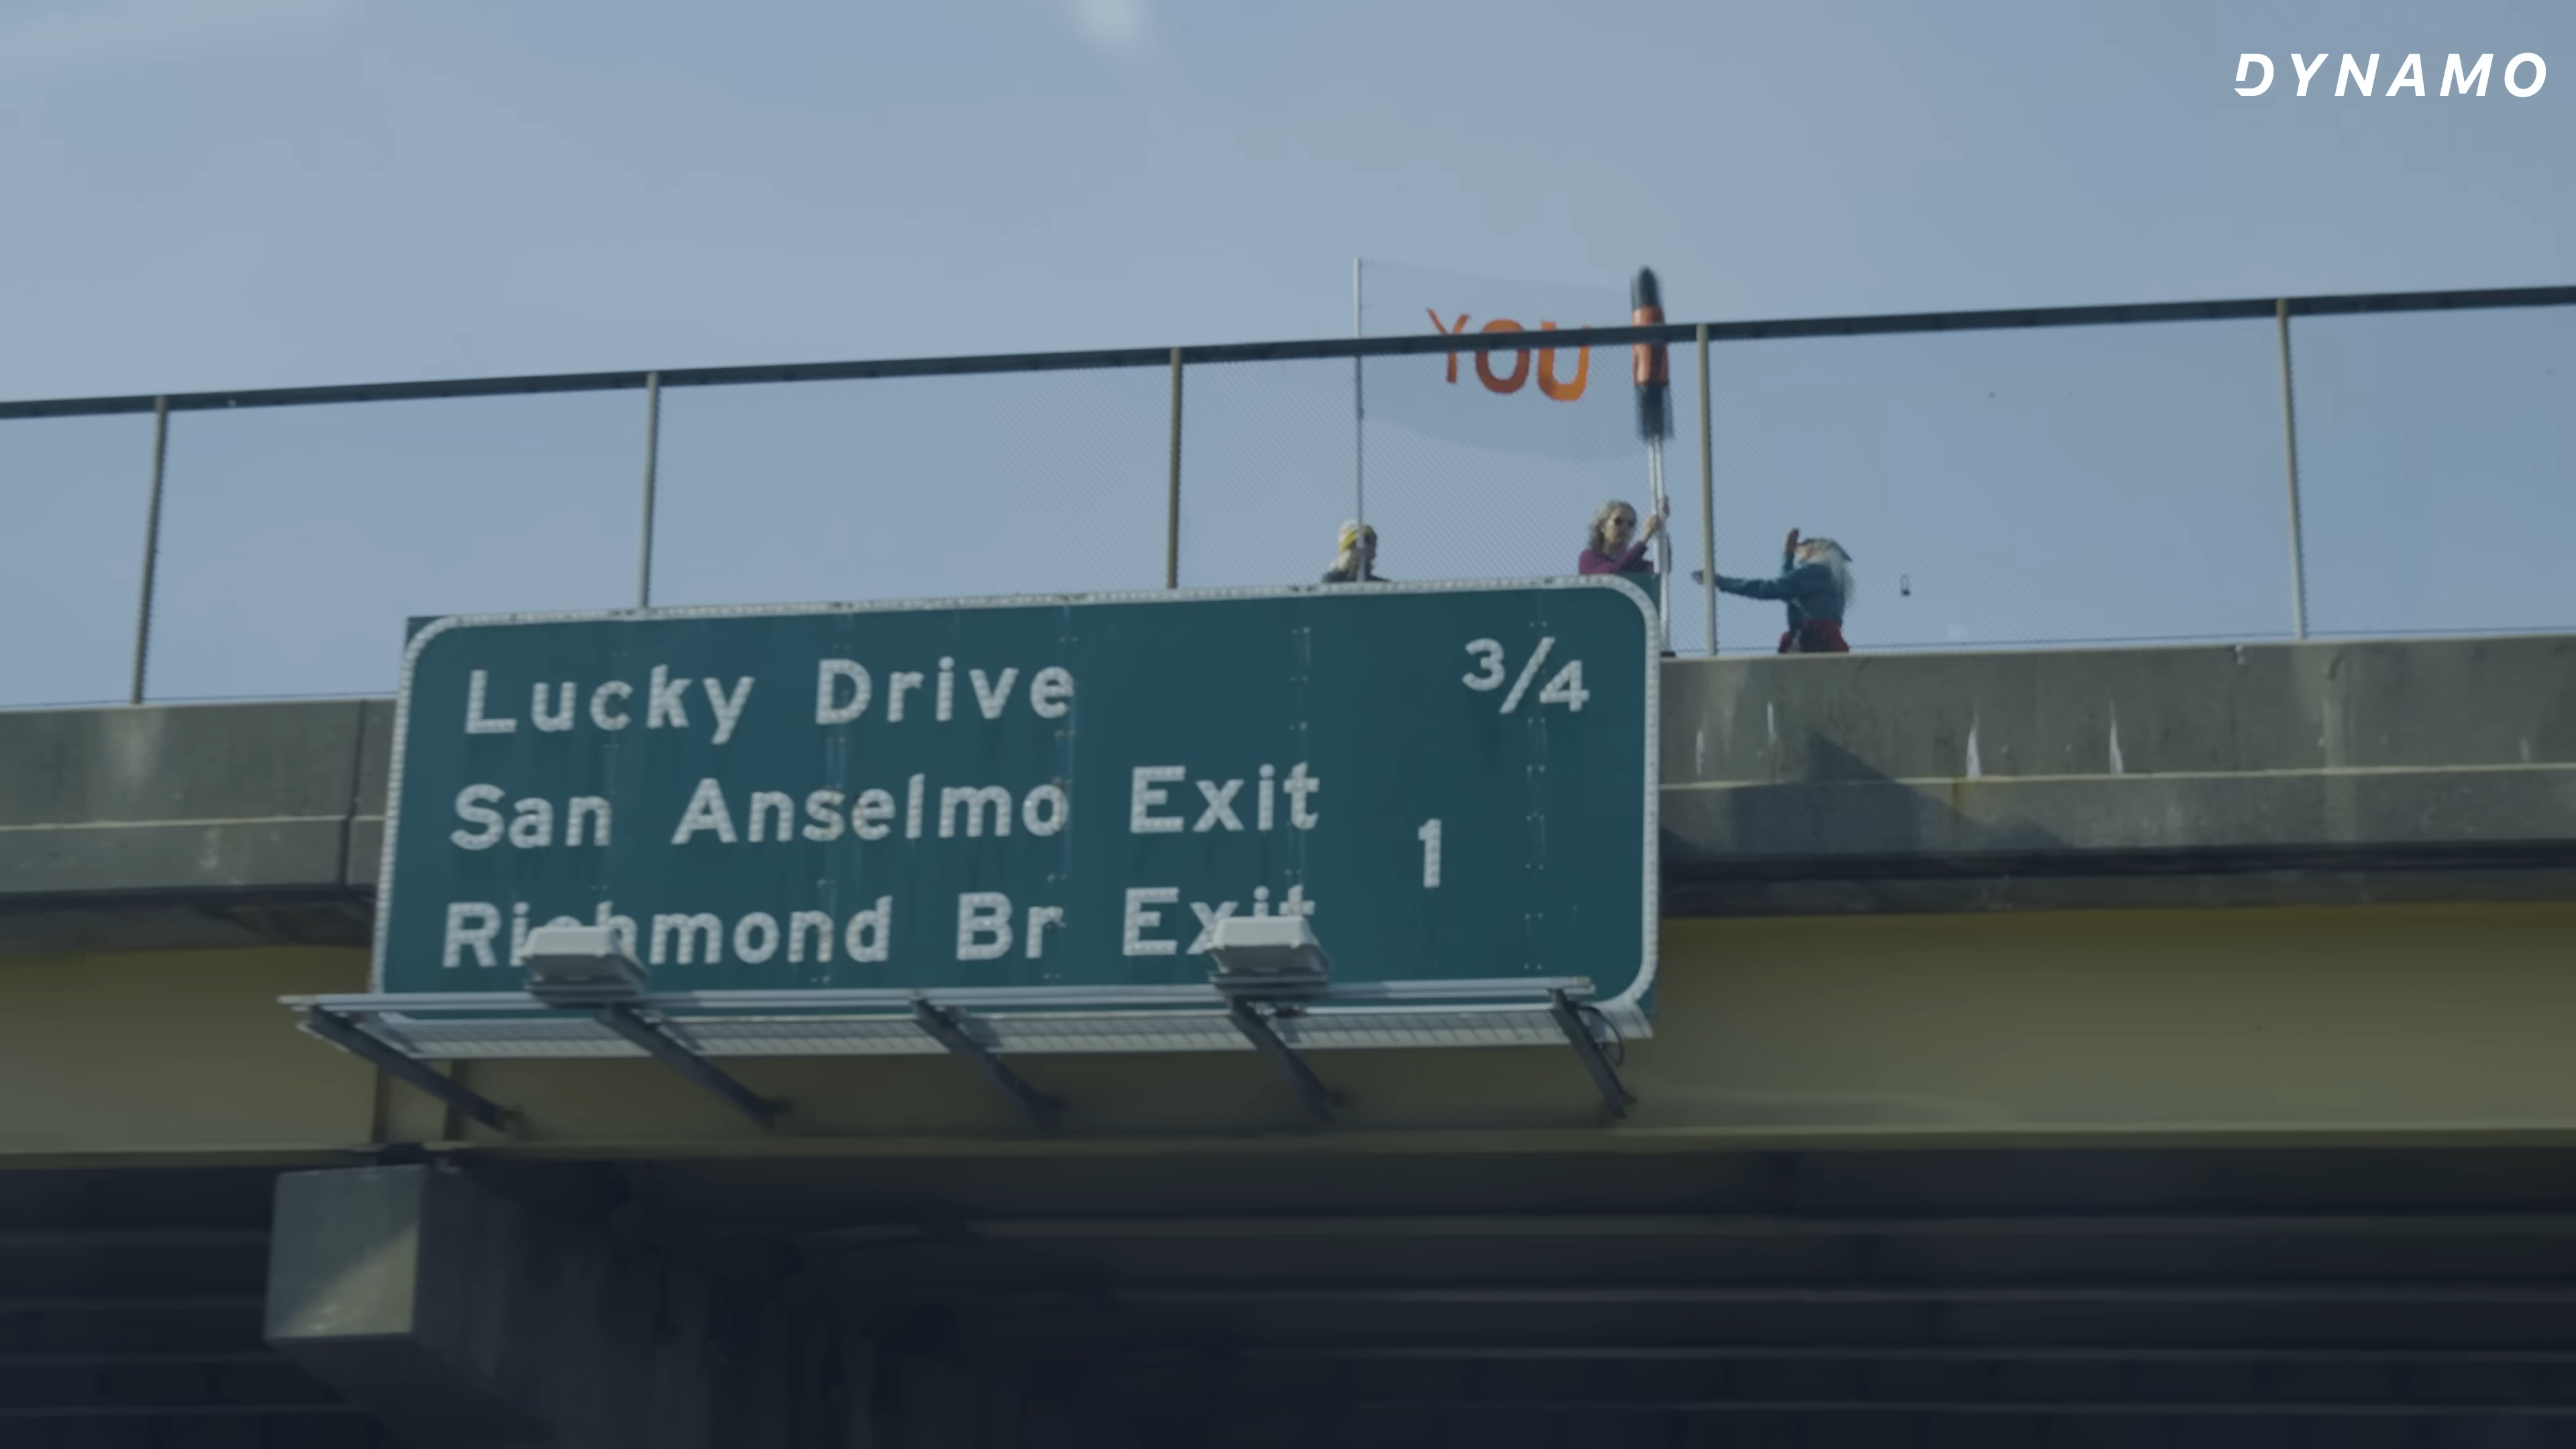 DYNAMO
YOU
Lucky Drive 3/4
San Anselmo Exit
1
Richmond Br Exit